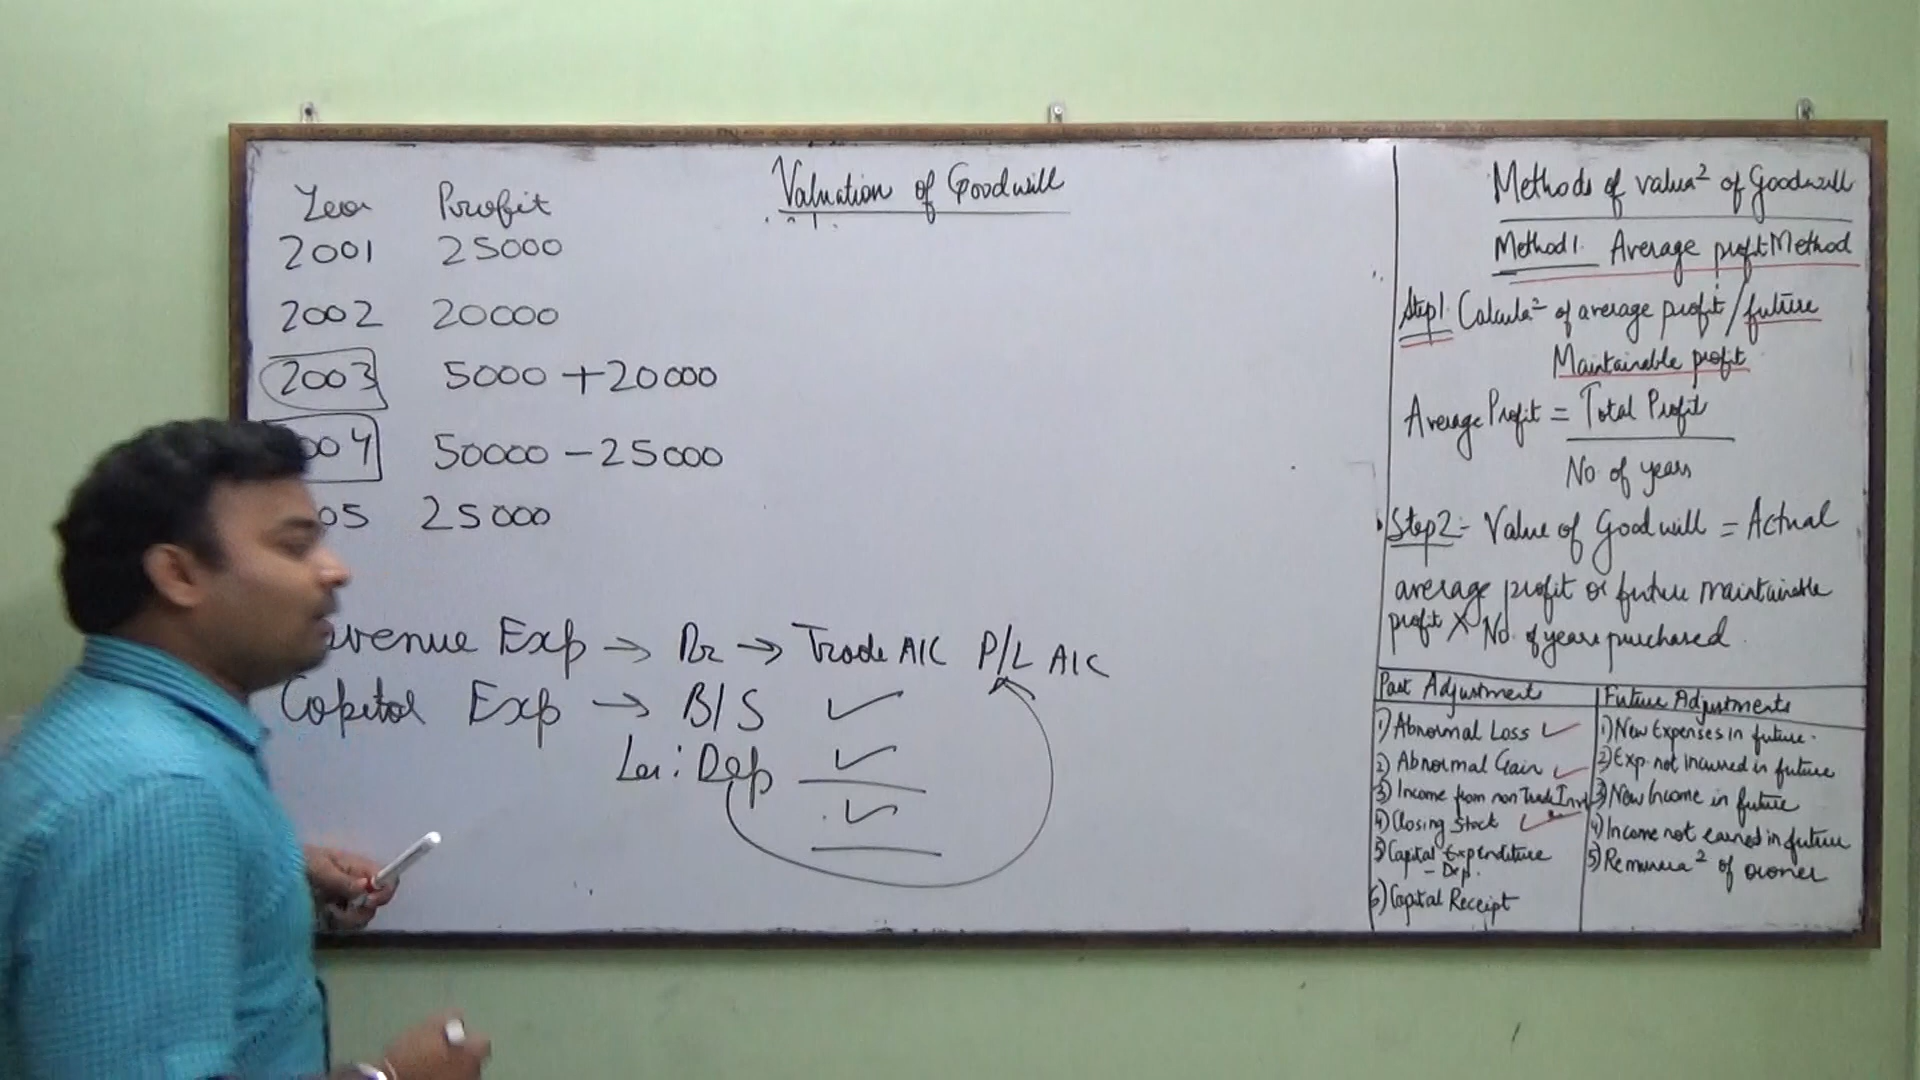 Valuation of Goodwill
Year Profit
2001 25000
2002 20000
2003 5000 + 20000
004 50000 - 25000
05 25000
venue Exp → Dr → Trade A/C P/L A/C
Capital Exp → B/S ✓
Les: Dep ✓
✓
Methods of valua² of Goodwill
Method 1. Average profit Method
Step 1. Calcula² of average profit / future
Maintainable profit
Average Profit = Total Profit
No of years
Step 2 - Value of Goodwill = Actual
average profit or future maintainable
profit X No. of years purchased.
Past Adjustment
1) Abnormal Loss ✓
2) Abnormal Gain ✓
3) Income from non Trade Inv
4) Closing Stock ✓
5) Capital Expenditure
- Dep.
6) Capital Receipt
Future Adjustments
1) New Expenses in future.
2) Exp. not incurred in future
3) New Income in future
4) Income not earned in future
5) Remunera² of owner